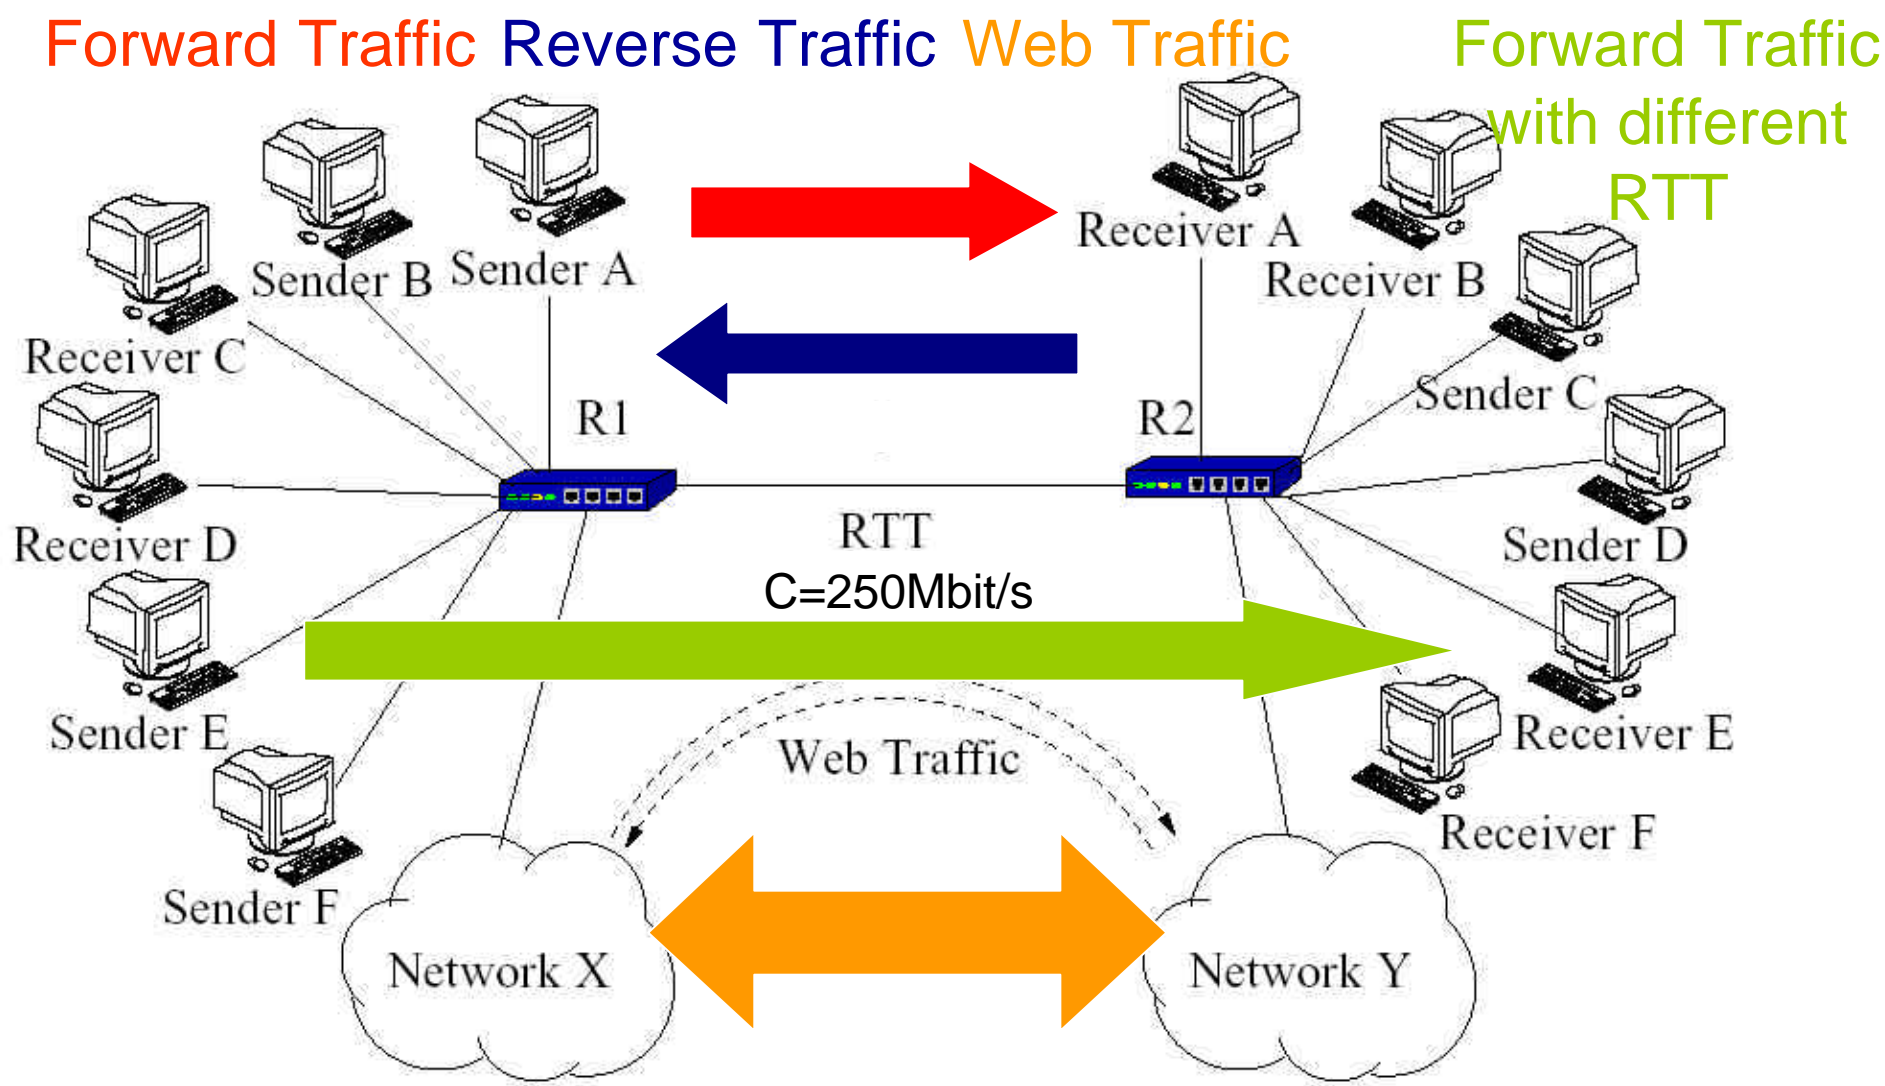 Forward Traffic Reverse Traffic Web Traffic
Forward Traffic
with different
RTT
Sender A
Sender B
Receiver C
Receiver D
Sender E
Sender F
Receiver A
Receiver B
Sender C
Sender D
Receiver E
Receiver F
R1
R2
RTT
C=250Mbit/s
Web Traffic
Network X
Network Y